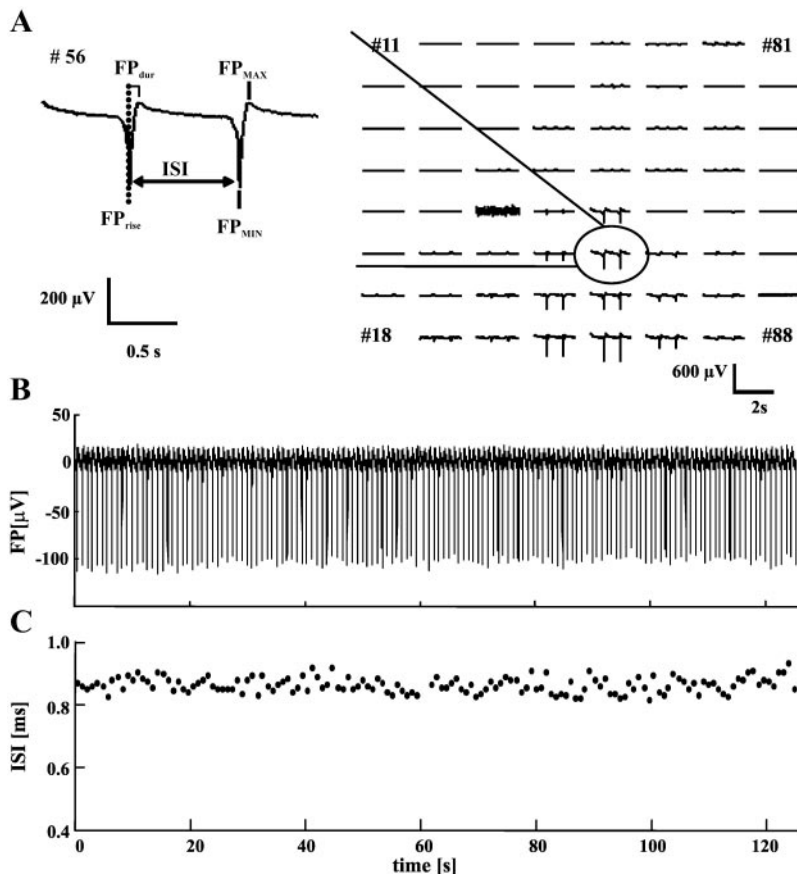 A
# 56
FPdur
FPMAX
ISI
FPrise
FPMIN
200 µV
0.5 s
#11
#81
#18
#88
600 µV
2s
B
50
0
-50
-100
FP[µV]
C
1.0
0.8
0.6
0.4
ISI [ms]
0
20
40
60
80
100
120
time [s]